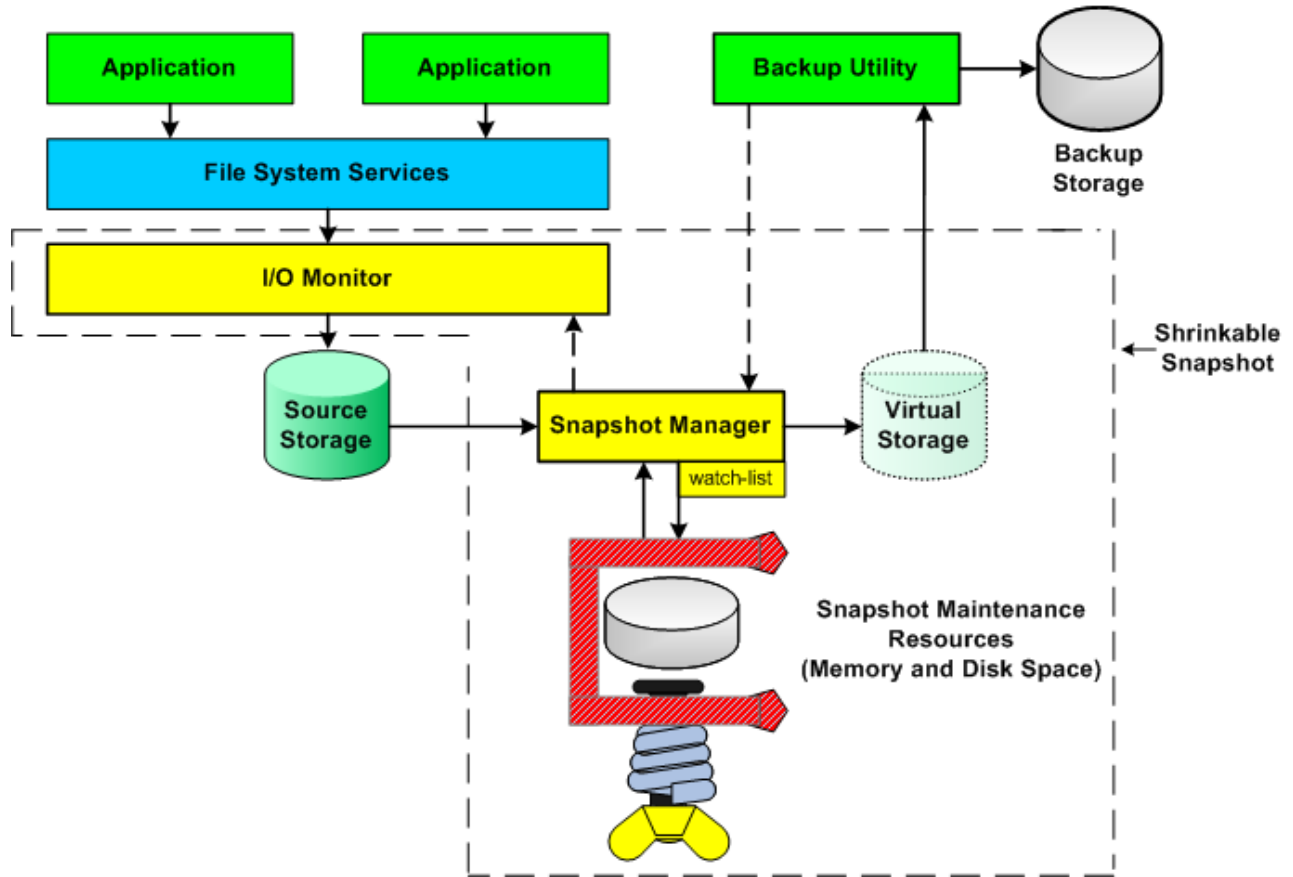 Application
Application
Backup Utility
File System Services
Backup
Storage
I/O Monitor
Shrinkable
Snapshot
Source
Storage
Snapshot Manager
Virtual
Storage
watch-list
Snapshot Maintenance
Resources
(Memory and Disk Space)